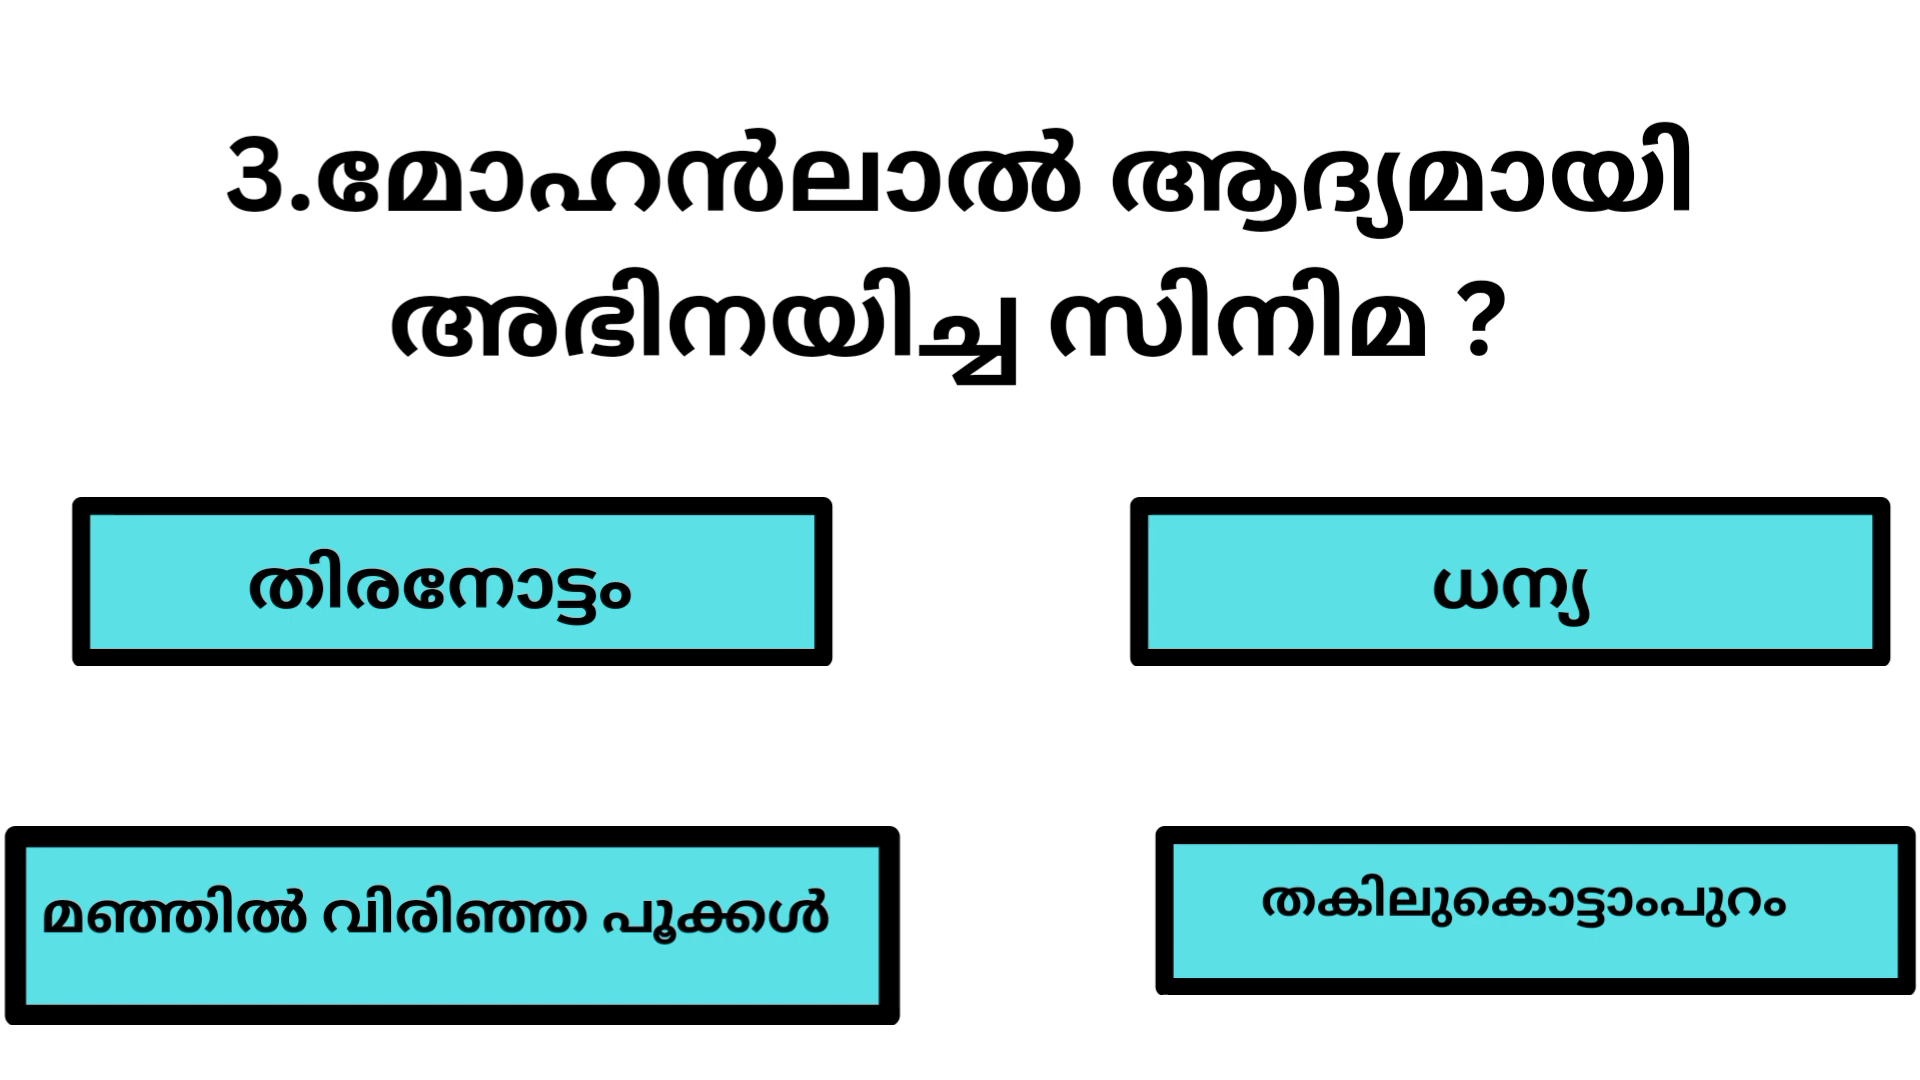 3.മോഹൻലാൽ ആദ്യമായി
അഭിനയിച്ച സിനിമ ?
തിരനോട്ടം
ധന്യ
മഞ്ഞിൽ വിരിഞ്ഞ പൂക്കൾ
തകിലുകൊട്ടാംപുറം